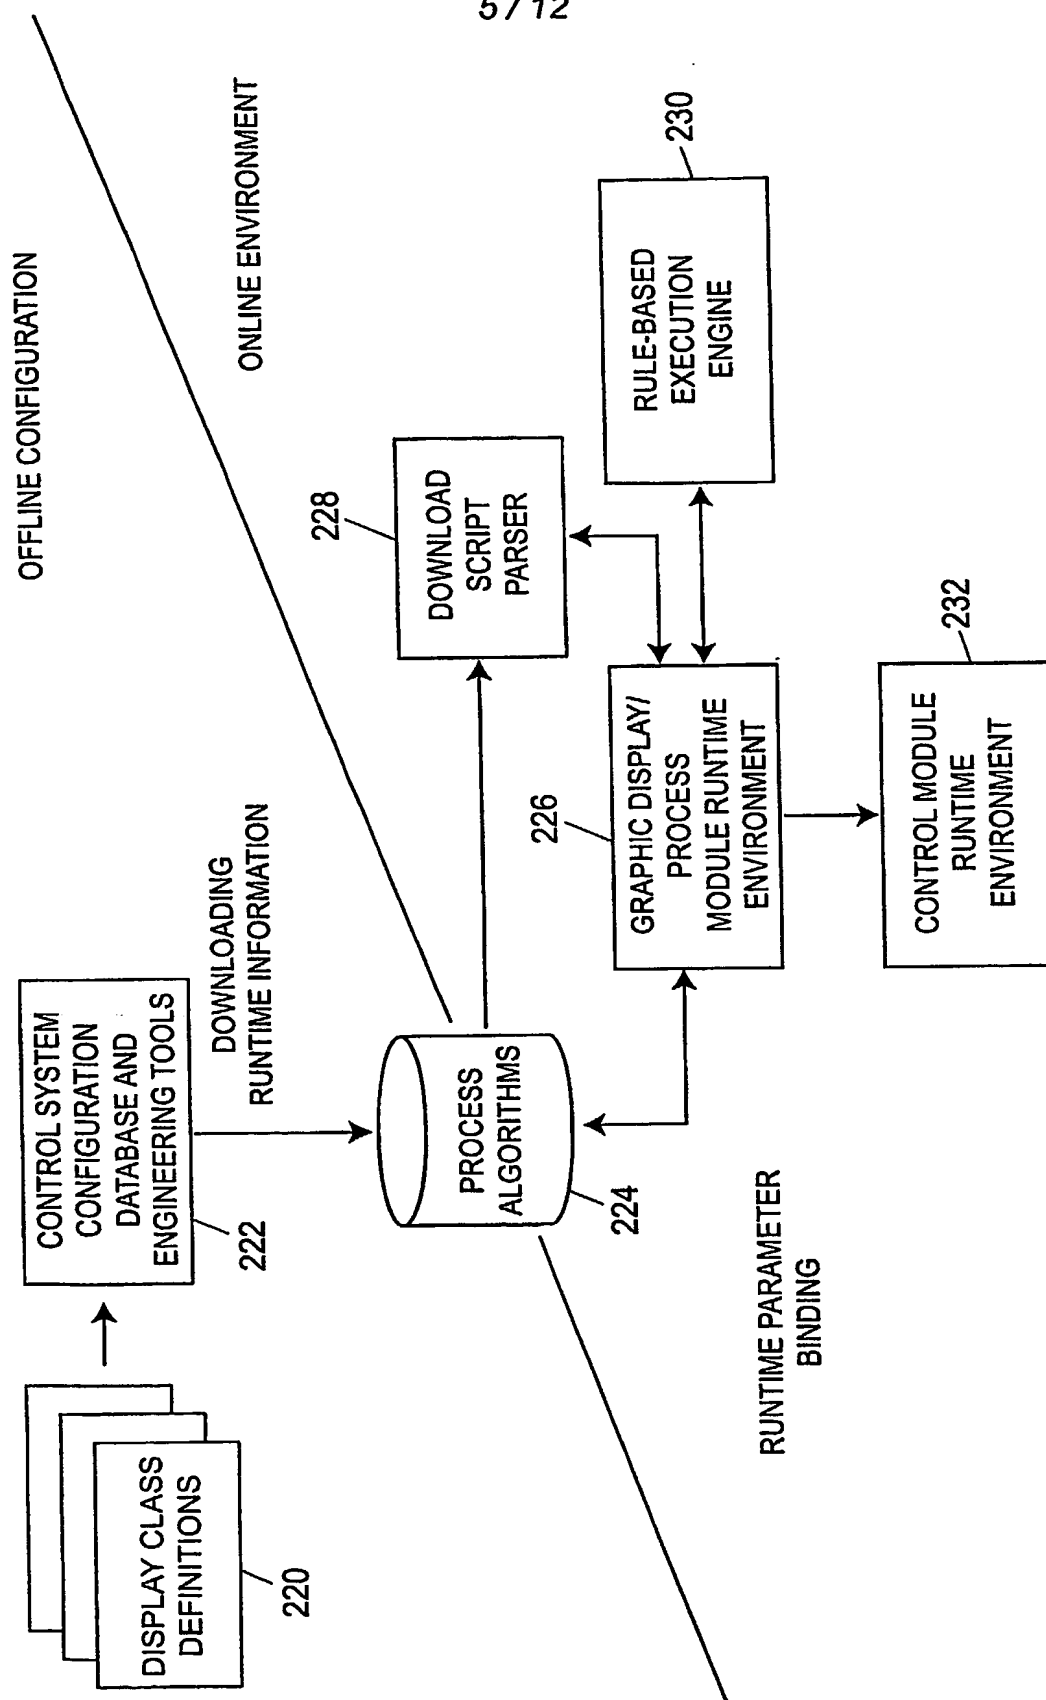 5/12
OFFLINE CONFIGURATION
ONLINE ENVIRONMENT
DISPLAY CLASS
DEFINITIONS
220
CONTROL SYSTEM
CONFIGURATION
DATABASE AND
ENGINEERING TOOLS
222
DOWNLOADING
RUNTIME INFORMATION
PROCESS
ALGORITHMS
224
228
DOWNLOAD
SCRIPT
PARSER
226
GRAPHIC DISPLAY/
PROCESS
MODULE RUNTIME
ENVIRONMENT
RULE-BASED
EXECUTION
ENGINE
230
RUNTIME PARAMETER
BINDING
CONTROL MODULE
RUNTIME
ENVIRONMENT
232